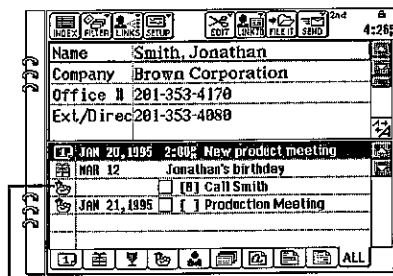 INDEX FILTER LINKS SETUP EDIT LINKTO FILE IT SEND 2nd
4:26P
Name Smith, Jonathan
Company Brown Corporation
Office # 201-353-4170
Ext/Direc 201-353-4080
JAN 20,1995 2:00P New product meeting
MAR 12 Jonathan's birthday
[B] Call Smith
JAN 21,1995 [ ] Production Meeting
ALL